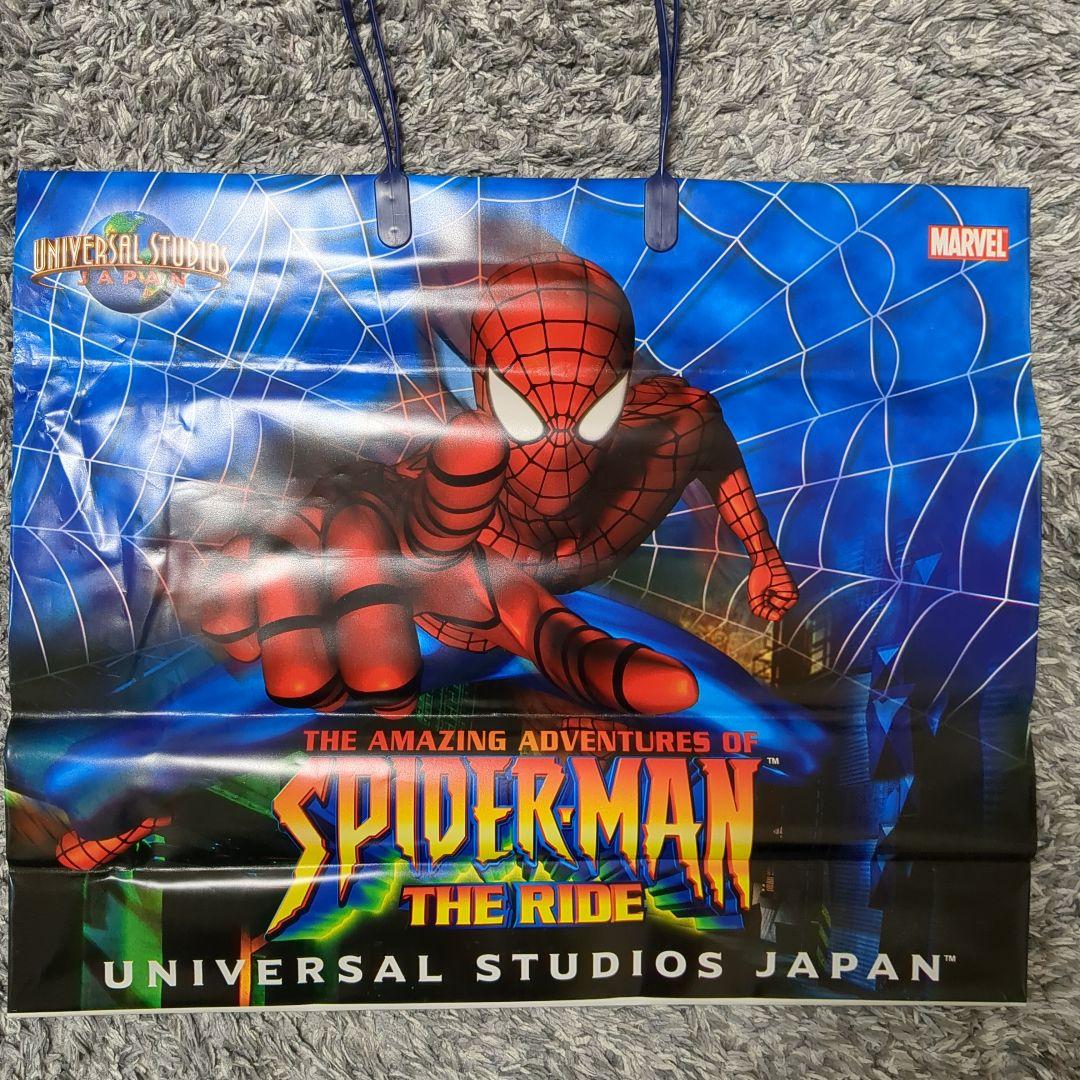 UNIVERSAL STUDIOS
JAPAN
MARVEL
THE AMAZING ADVENTURES OF
SPIDER-MAN™
THE RIDE
UNIVERSAL STUDIOS JAPAN™